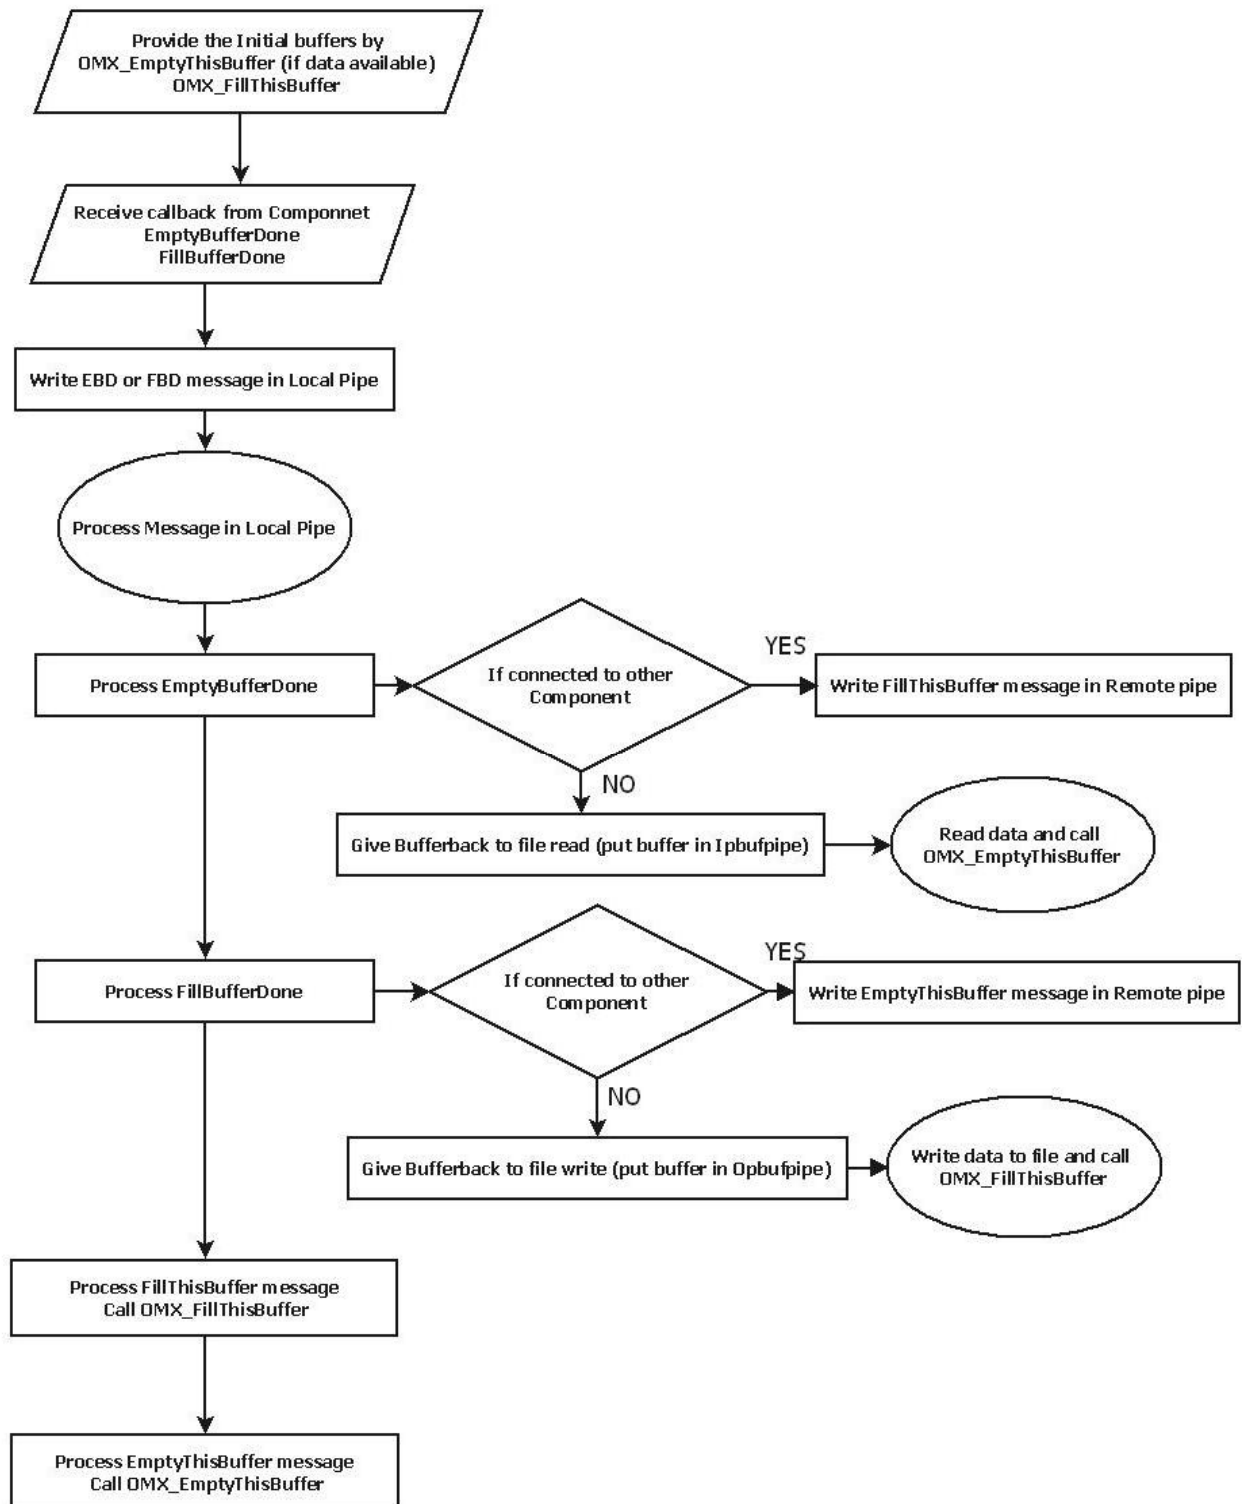 Provide the Initial buffers by
OMX_EmptyThisBuffer (if data available)
OMX_FillThisBuffer
Receive callback from Componnet
EmptyBufferDone
FillBufferDone
Write EBD or FBD message in Local Pipe
Process Message in Local Pipe
Process EmptyBufferDone
If connected to other
Component
YES
Write FillThisBuffer message in Remote pipe
NO
Give Bufferback to file read (put buffer in Ipbufpipe)
Read data and call
OMX_EmptyThisBuffer
Process FillBufferDone
If connected to other
Component
YES
Write EmptyThisBuffer message in Remote pipe
NO
Give Bufferback to file write (put buffer in Opbufpipe)
Write data to file and call
OMX_FillThisBuffer
Process FillThisBuffer message
Call OMX_FillThisBuffer
Process EmptyThisBuffer message
Call OMX_EmptyThisBuffer